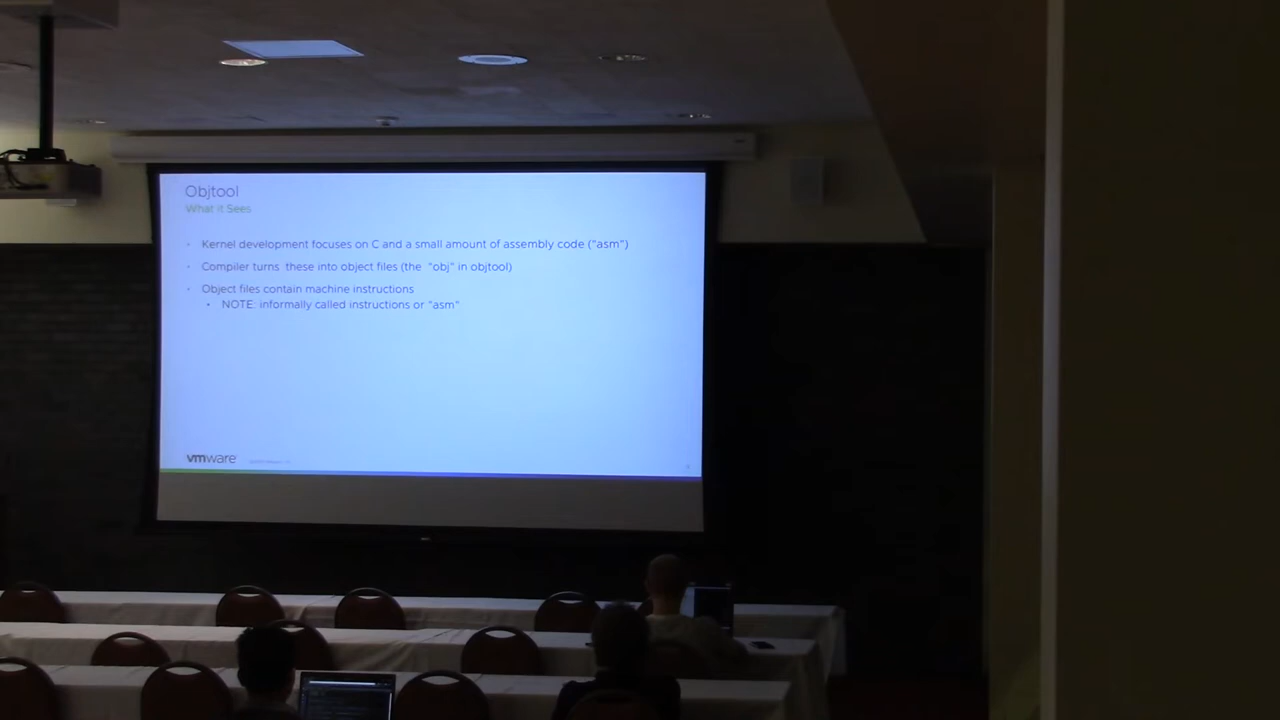 Objtool
What it Sees
• Kernel development focuses on C and a small amount of assembly code ("asm")
• Compiler turns these into object files (the "obj" in objtool)
• Object files contain machine instructions
• NOTE: informally called instructions or "asm"
vmware